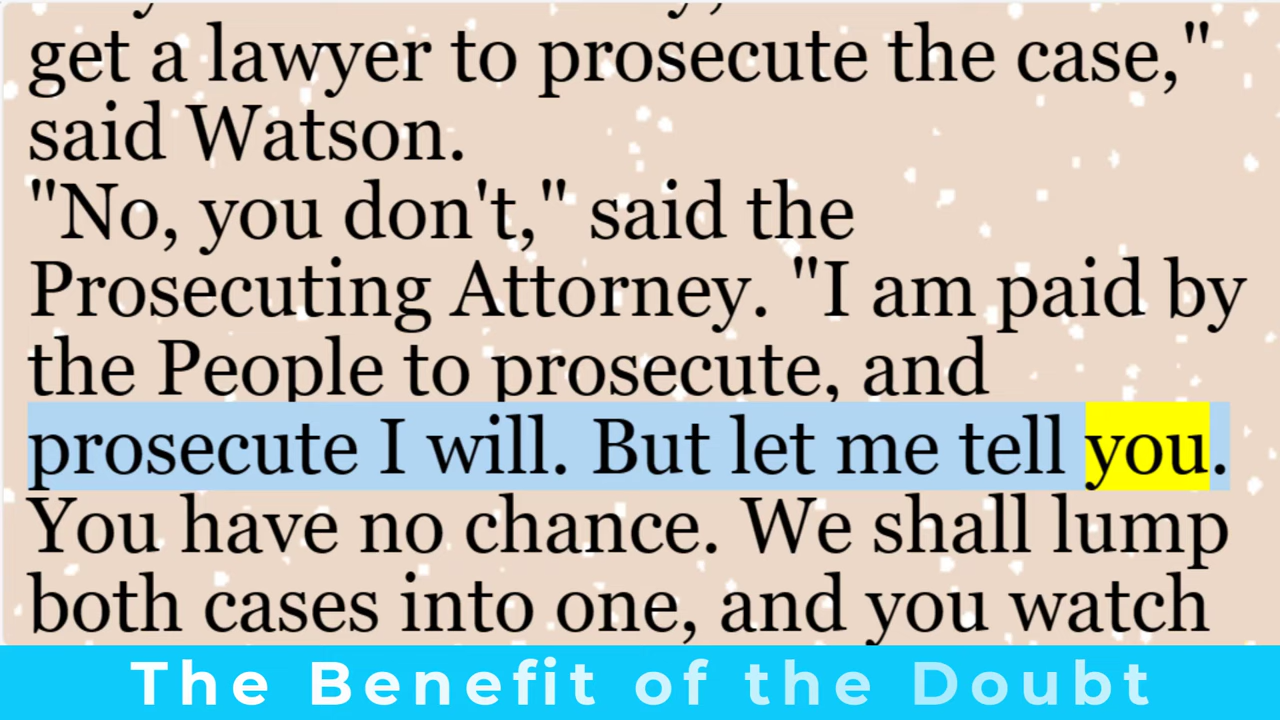 get a lawyer to prosecute the case,"
said Watson.
"No, you don't," said the
Prosecuting Attorney. "I am paid by
the People to prosecute, and
prosecute I will. But let me tell you.
You have no chance. We shall lump
both cases into one, and you watch
The Benefit of the Doubt